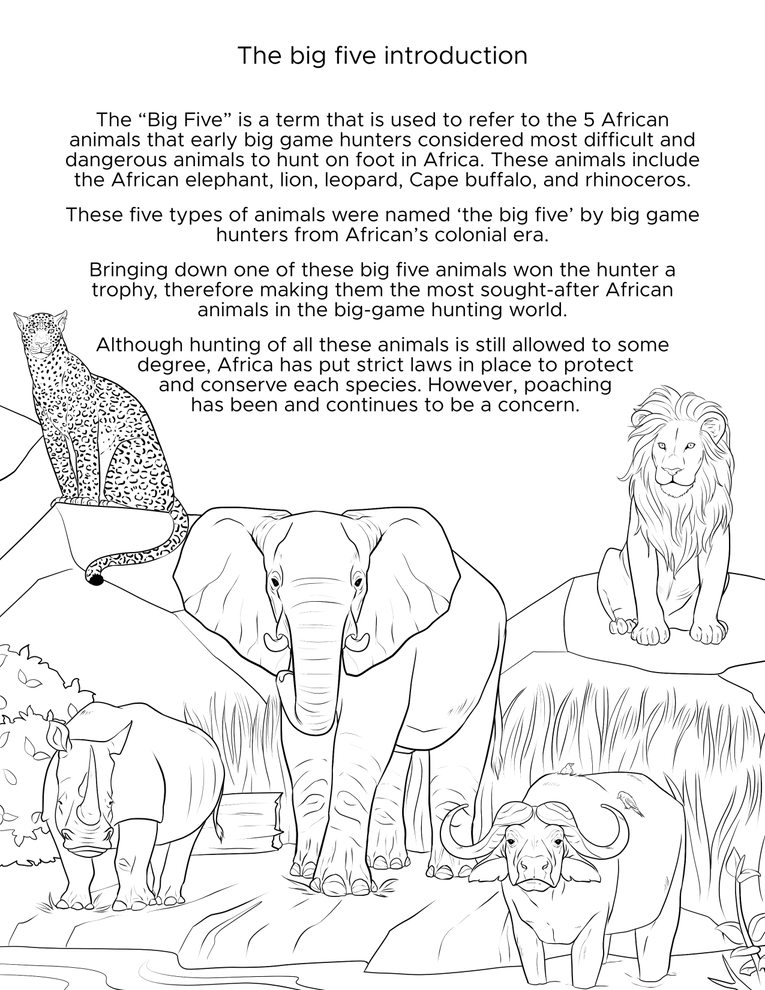 The big five introduction
The “Big Five” is a term that is used to refer to the 5 African
animals that early big game hunters considered most difficult and
dangerous animals to hunt on foot in Africa. These animals include
the African elephant, lion, leopard, Cape buffalo, and rhinoceros.
These five types of animals were named ‘the big five’ by big game
hunters from African’s colonial era.
Bringing down one of these big five animals won the hunter a
trophy, therefore making them the most sought-after African
animals in the big-game hunting world.
Although hunting of all these animals is still allowed to some
degree, Africa has put strict laws in place to protect
and conserve each species. However, poaching
has been and continues to be a concern.